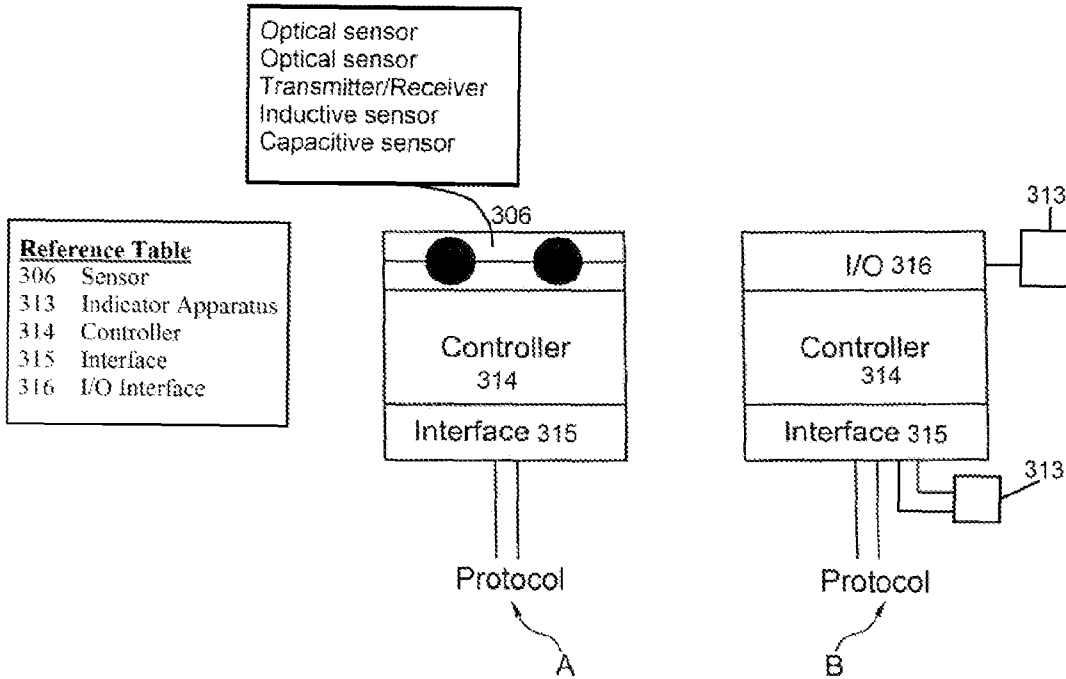 Optical sensor
Optical sensor
Transmitter/Receiver
Inductive sensor
Capacitive sensor
306
313
Reference Table
306 Sensor
313 Indicator Apparatus
314 Controller
315 Interface
316 I/O Interface
I/O 316
Controller
314
Interface 315
Controller
314
Interface 315
313
Protocol
Protocol
A
B